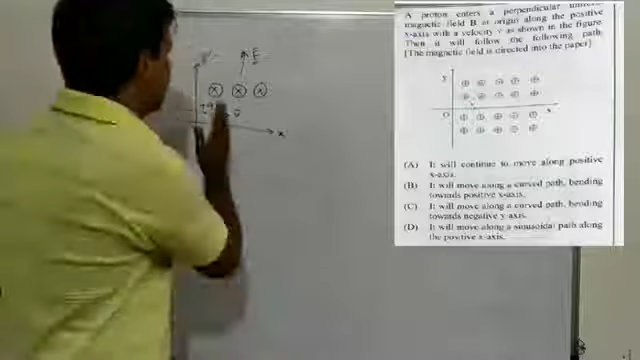 A proton enters a perpendicular uniform
magnetic field B at origin along the positive
x-axis with a velocity v as shown in the figure.
Then it will follow the following path.
[The magnetic field is directed into the paper]
y
O
x
(A) It will continue to move along positive
x-axis.
(B) It will move along a curved path, bending
towards positive x-axis.
(C) It will move along a curved path, bending
towards negative y-axis.
(D) It will move along a sinusoidal path along
the positive x-axis.
y
x